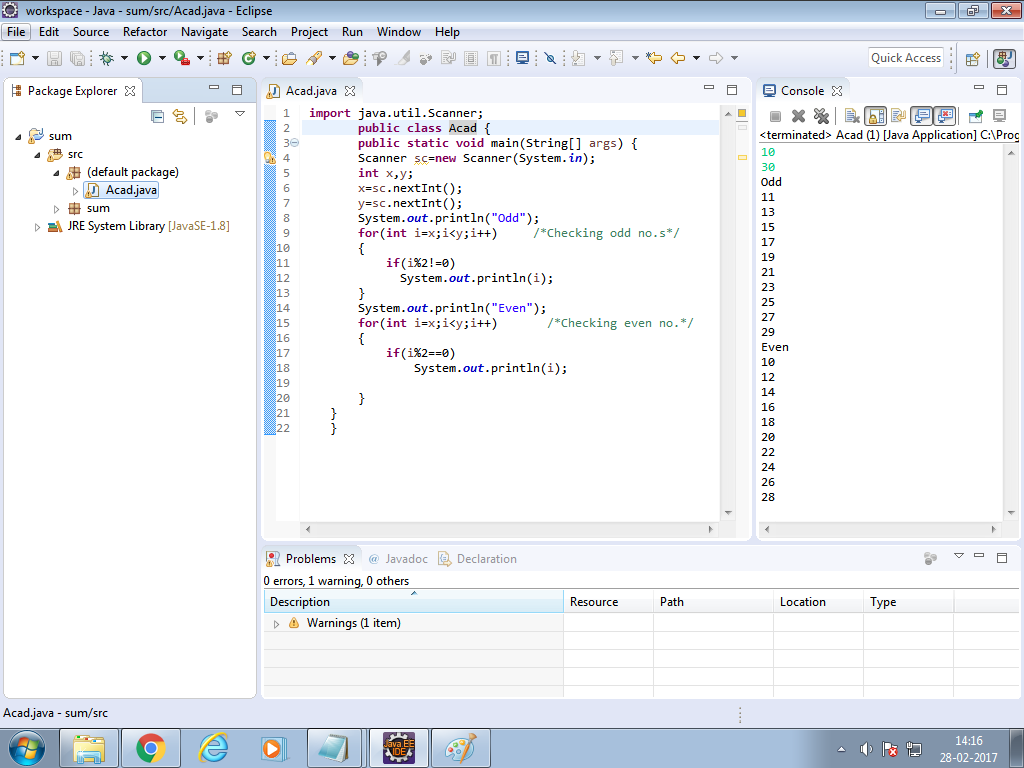 workspace - Java - sum/src/Acad.java - Eclipse
File Edit Source Refactor Navigate Search Project Run Window Help
Quick Access
Package Explorer
sum
src
(default package)
Acad.java
sum
JRE System Library [JavaSE-1.8]
Acad.java
1 import java.util.Scanner;
2 public class Acad {
3 public static void main(String[] args) {
4 Scanner sc=new Scanner(System.in);
5 int x,y;
6 x=sc.nextInt();
7 y=sc.nextInt();
8 System.out.println("Odd");
9 for(int i=x;i<y;i++) /*Checking odd no.s*/
10 {
11 if(i%2!=0)
12 System.out.println(i);
13 }
14 System.out.println("Even");
15 for(int i=x;i<y;i++) /*Checking even no.*/
16 {
17 if(i%2==0)
18 System.out.println(i);
19
20 }
21 }
22 }
Console
<terminated> Acad (1) [Java Application] C:\Prog
10
30
Odd
11
13
15
17
19
21
23
25
27
29
Even
10
12
14
16
18
20
22
24
26
28
Problems Javadoc Declaration
0 errors, 1 warning, 0 others
Description Resource Path Location Type
Warnings (1 item)
Acad.java - sum/src
Java EE
IDE
14:16
28-02-2017